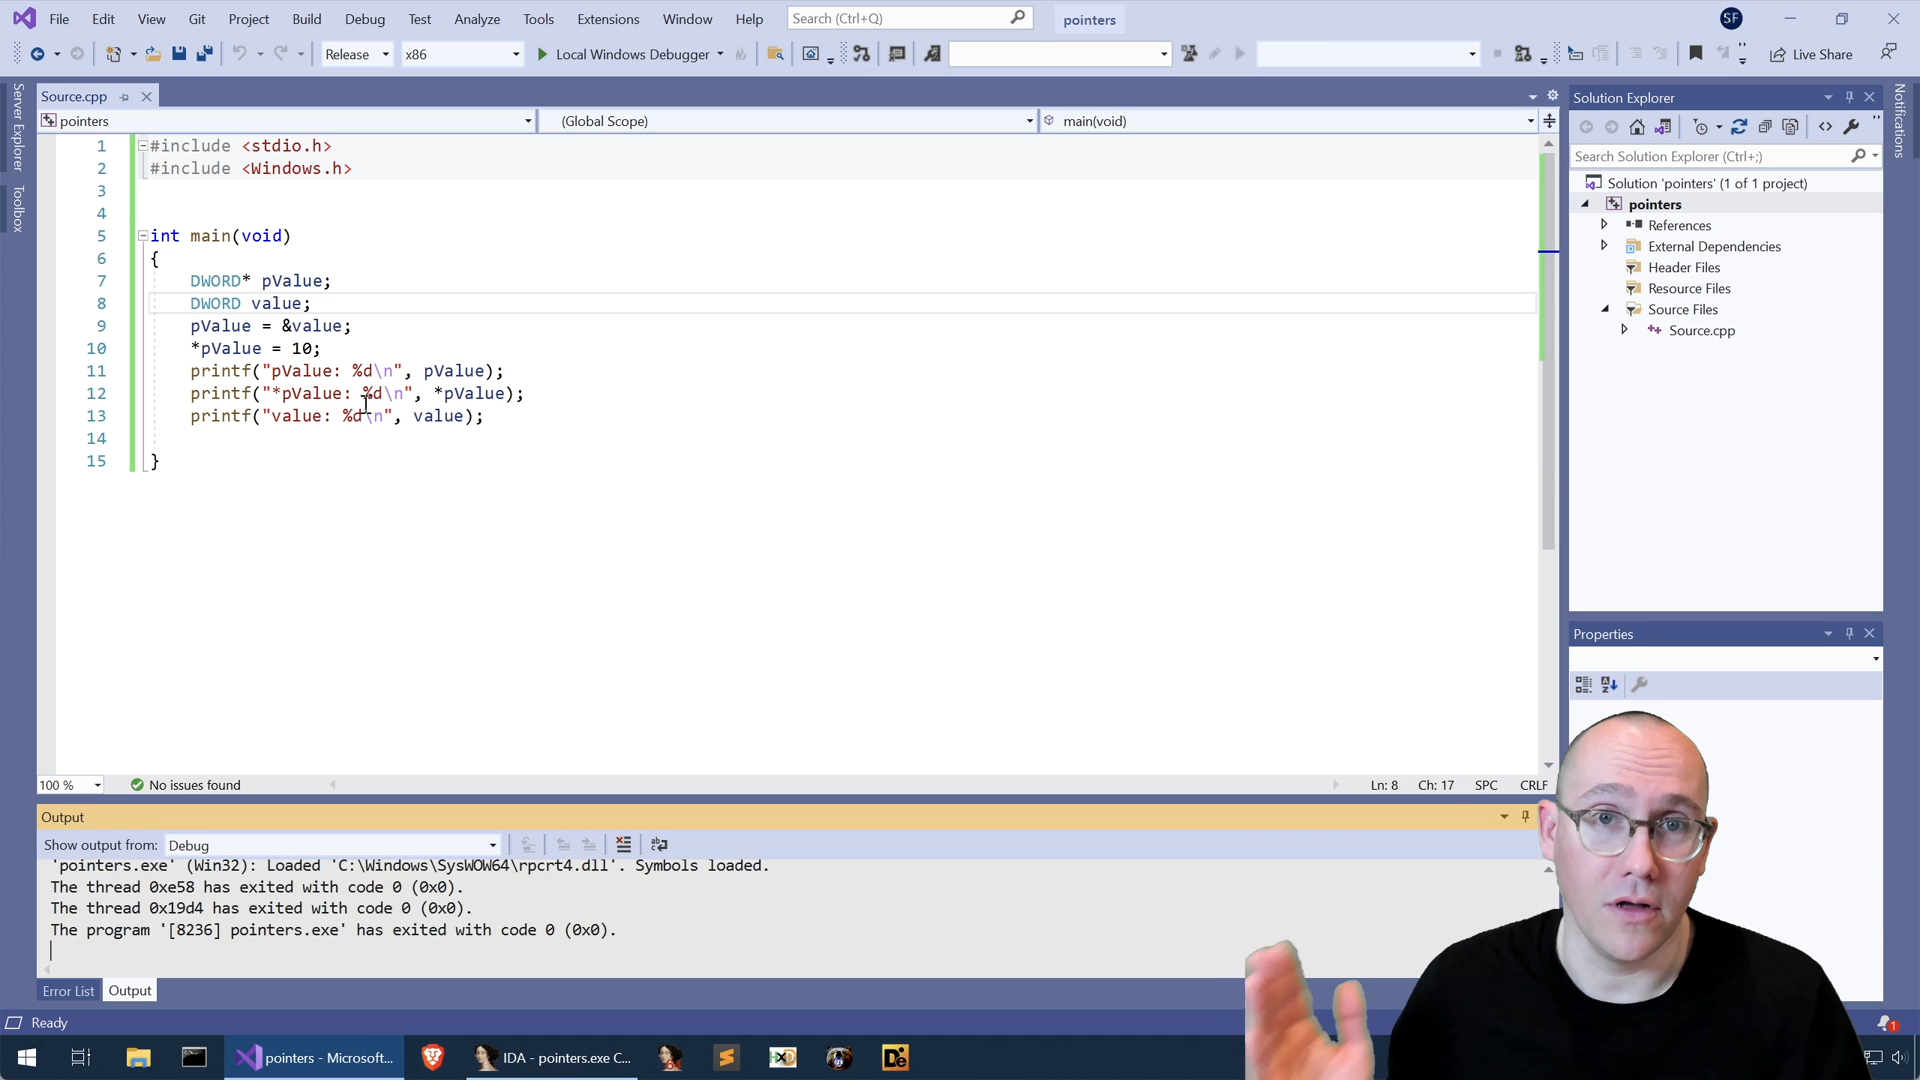 File Edit View Git Project Build Debug Test Analyze Tools Extensions Window Help Search (Ctrl+Q) pointers SF
Release x86 Local Windows Debugger Live Share
Server Explorer
Toolbox
Source.cpp
pointers (Global Scope) main(void)
1 #include <stdio.h>
2 #include <Windows.h>
3
4
5 int main(void)
6 {
7 DWORD* pValue;
8 DWORD value;
9 pValue = &value;
10 *pValue = 10;
11 printf("pValue: %d\n", pValue);
12 printf("*pValue: %d\n", *pValue);
13 printf("value: %d\n", value);
14
15 }
100 % No issues found Ln: 8 Ch: 17 SPC CRLF
Output
Show output from: Debug
'pointers.exe' (Win32): Loaded 'C:\Windows\SysWOW64\rpcrt4.dll'. Symbols loaded.
The thread 0xe58 has exited with code 0 (0x0).
The thread 0x19d4 has exited with code 0 (0x0).
The program '[8236] pointers.exe' has exited with code 0 (0x0).
Error List Output
Solution Explorer
Search Solution Explorer (Ctrl+;)
Solution 'pointers' (1 of 1 project)
pointers
References
External Dependencies
Header Files
Resource Files
Source Files
Source.cpp
Properties
Notifications
Ready 1
pointers - Microsoft... IDA - pointers.exe C... HxD De